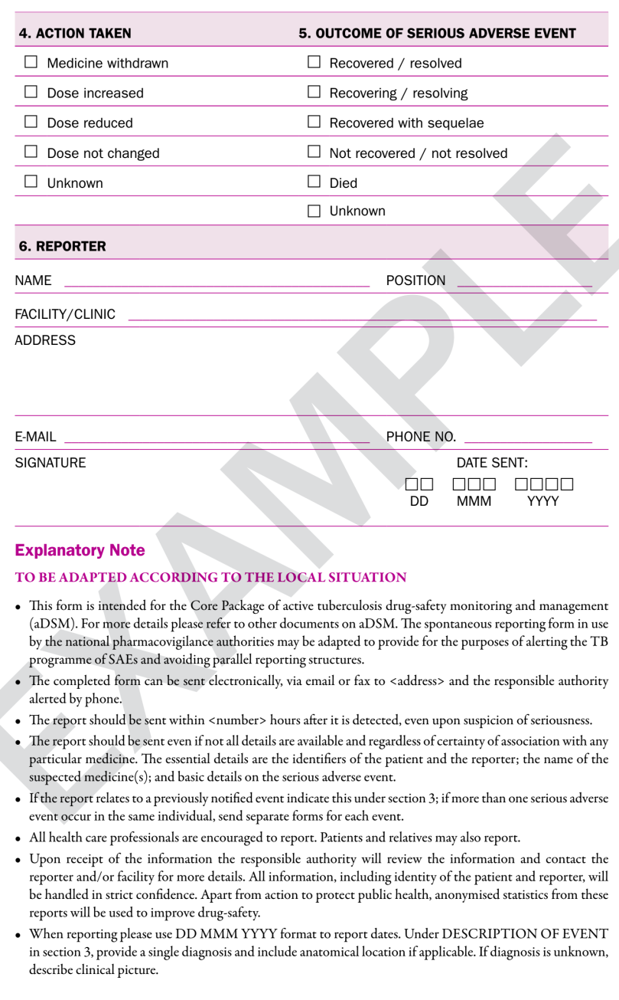 4. ACTION TAKEN 5. OUTCOME OF SERIOUS ADVERSE EVENT
☐ Medicine withdrawn ☐ Recovered / resolved
☐ Dose increased ☐ Recovering / resolving
☐ Dose reduced ☐ Recovered with sequelae
☐ Dose not changed ☐ Not recovered / not resolved
☐ Unknown ☐ Died
☐ Unknown
6. REPORTER
NAME POSITION
FACILITY/CLINIC
ADDRESS
E-MAIL PHONE NO.
SIGNATURE DATE SENT:
☐☐ ☐☐☐ ☐☐☐☐
DD MMM YYYY
Explanatory Note
TO BE ADAPTED ACCORDING TO THE LOCAL SITUATION
• This form is intended for the Core Package of active tuberculosis drug-safety monitoring and management
(aDSM). For more details please refer to other documents on aDSM. The spontaneous reporting form in use
by the national pharmacovigilance authorities may be adapted to provide for the purposes of alerting the TB
programme of SAEs and avoiding parallel reporting structures.
• The completed form can be sent electronically, via email or fax to <address> and the responsible authority
alerted by phone.
• The report should be sent within <number> hours after it is detected, even upon suspicion of seriousness.
• The report should be sent even if not all details are available and regardless of certainty of association with any
particular medicine. The essential details are the identifiers of the patient and the reporter; the name of the
suspected medicine(s); and basic details on the serious adverse event.
• If the report relates to a previously notified event indicate this under section 3; if more than one serious adverse
event occur in the same individual, send separate forms for each event.
• All health care professionals are encouraged to report. Patients and relatives may also report.
• Upon receipt of the information the responsible authority will review the information and contact the
reporter and/or facility for more details. All information, including identity of the patient and reporter, will
be handled in strict confidence. Apart from action to protect public health, anonymised statistics from these
reports will be used to improve drug-safety.
• When reporting please use DD MMM YYYY format to report dates. Under DESCRIPTION OF EVENT
in section 3, provide a single diagnosis and include anatomical location if applicable. If diagnosis is unknown,
describe clinical picture.
EXAMPLE